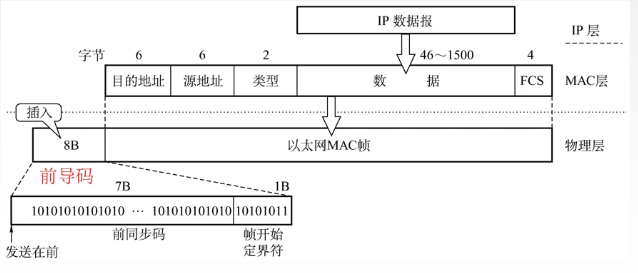 IP 数据报
IP 层
字节 6 6 2 46～1500 4
目的地址 源地址 类型 数 据 FCS MAC层
插入
8B 以太网MAC帧 物理层
前导码
7B 1B
10101010101010 … 101010101010 10101011
前同步码 帧开始
定界符
发送在前